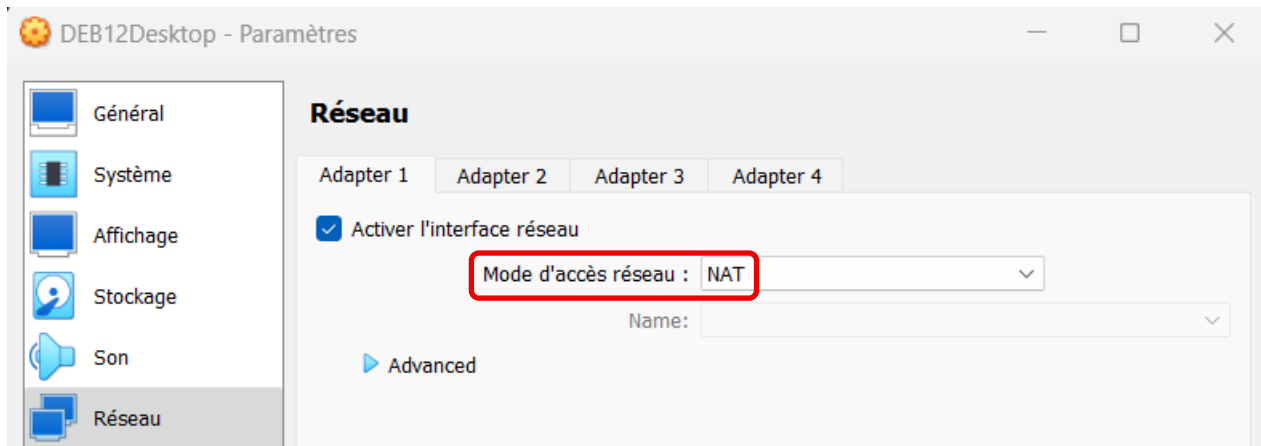 DEB12Desktop - Paramètres
Général
Système
Affichage
Stockage
Son
Réseau
Réseau
Adapter 1 Adapter 2 Adapter 3 Adapter 4
Activer l'interface réseau
Mode d'accès réseau : NAT
Name:
Advanced